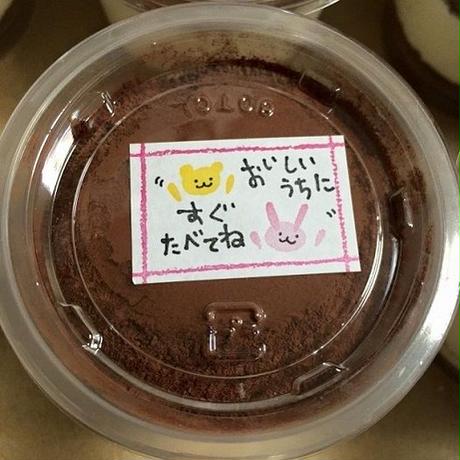 おいしい
うちに
すぐ
たべてね